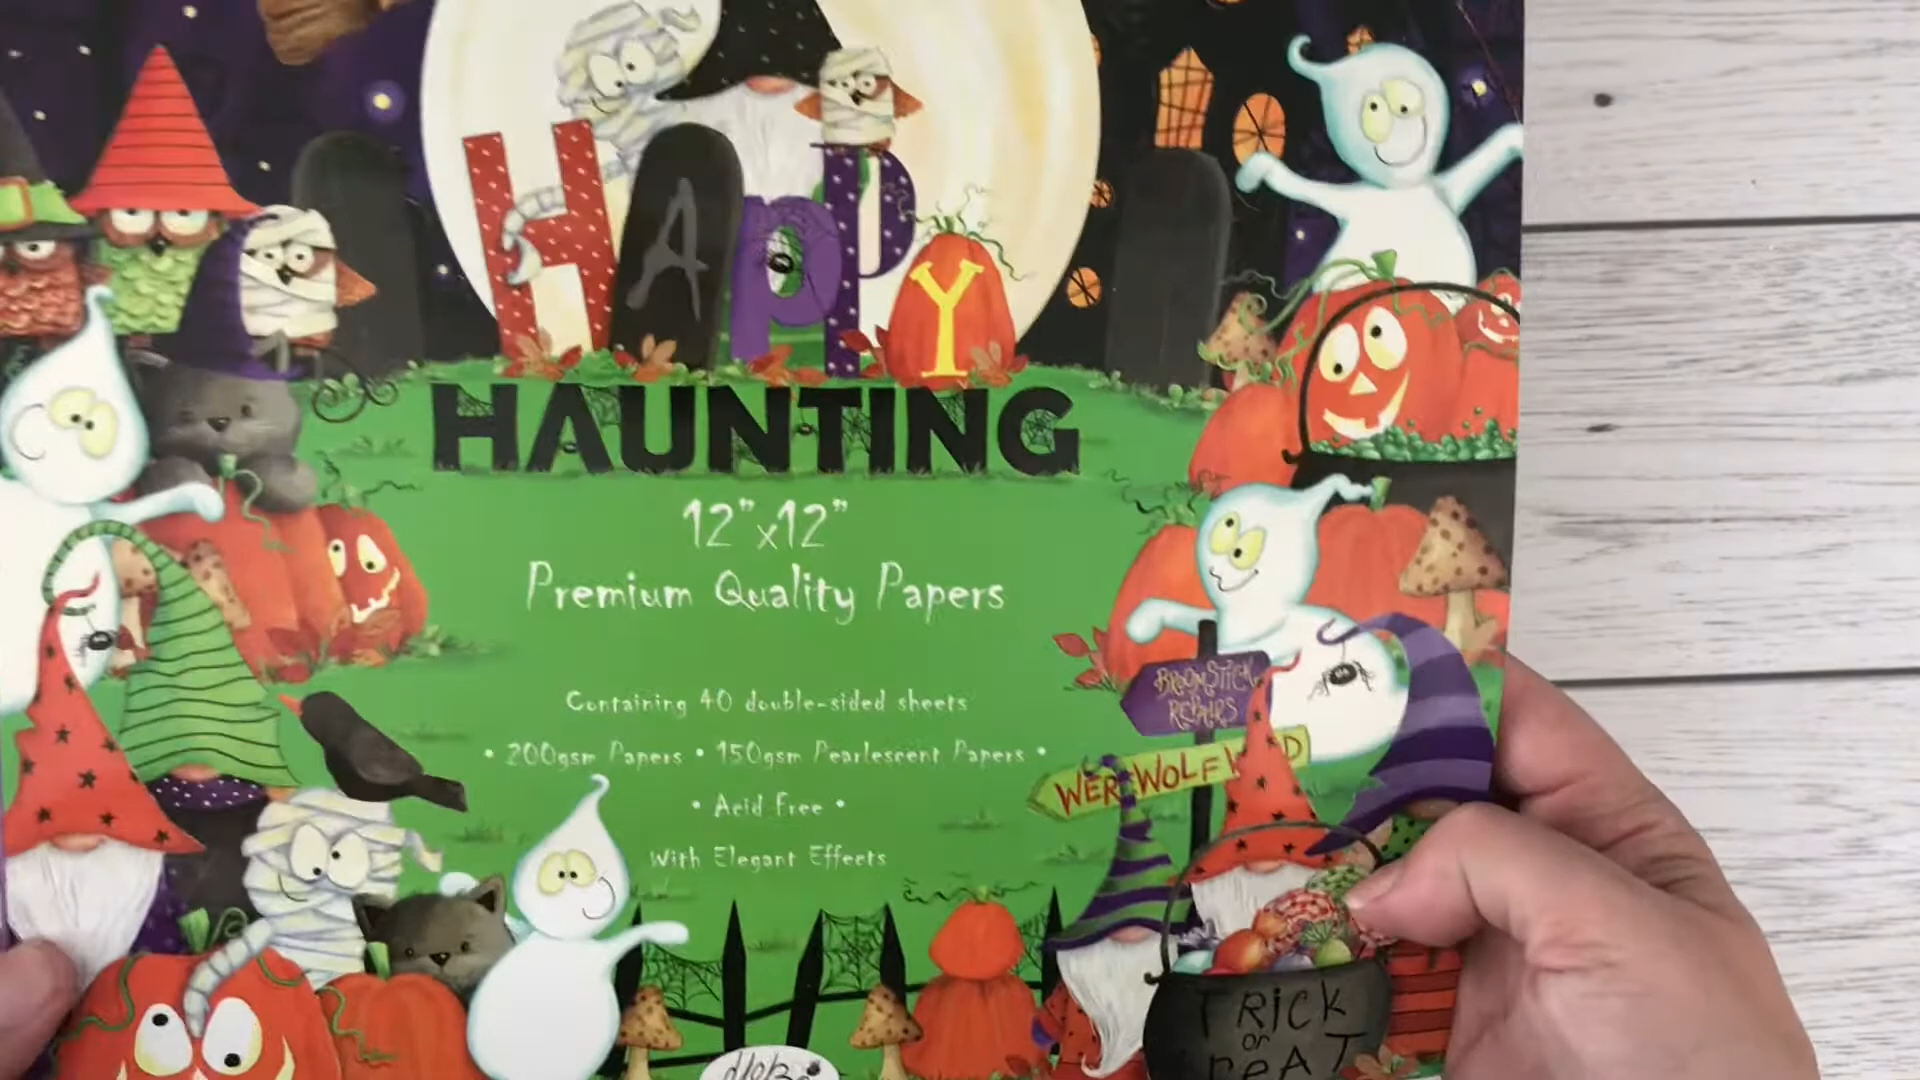 HAppY
HAUNTING
12”x12”
Premium Quality Papers
Containing 40 double-sided sheets
• 200gsm Papers • 150gsm Pearlescent Papers •
• Acid Free •
With Elegant Effects
BROOMSTICK
REPAIRS
WEREWOLF
TRICK
or
TreAT